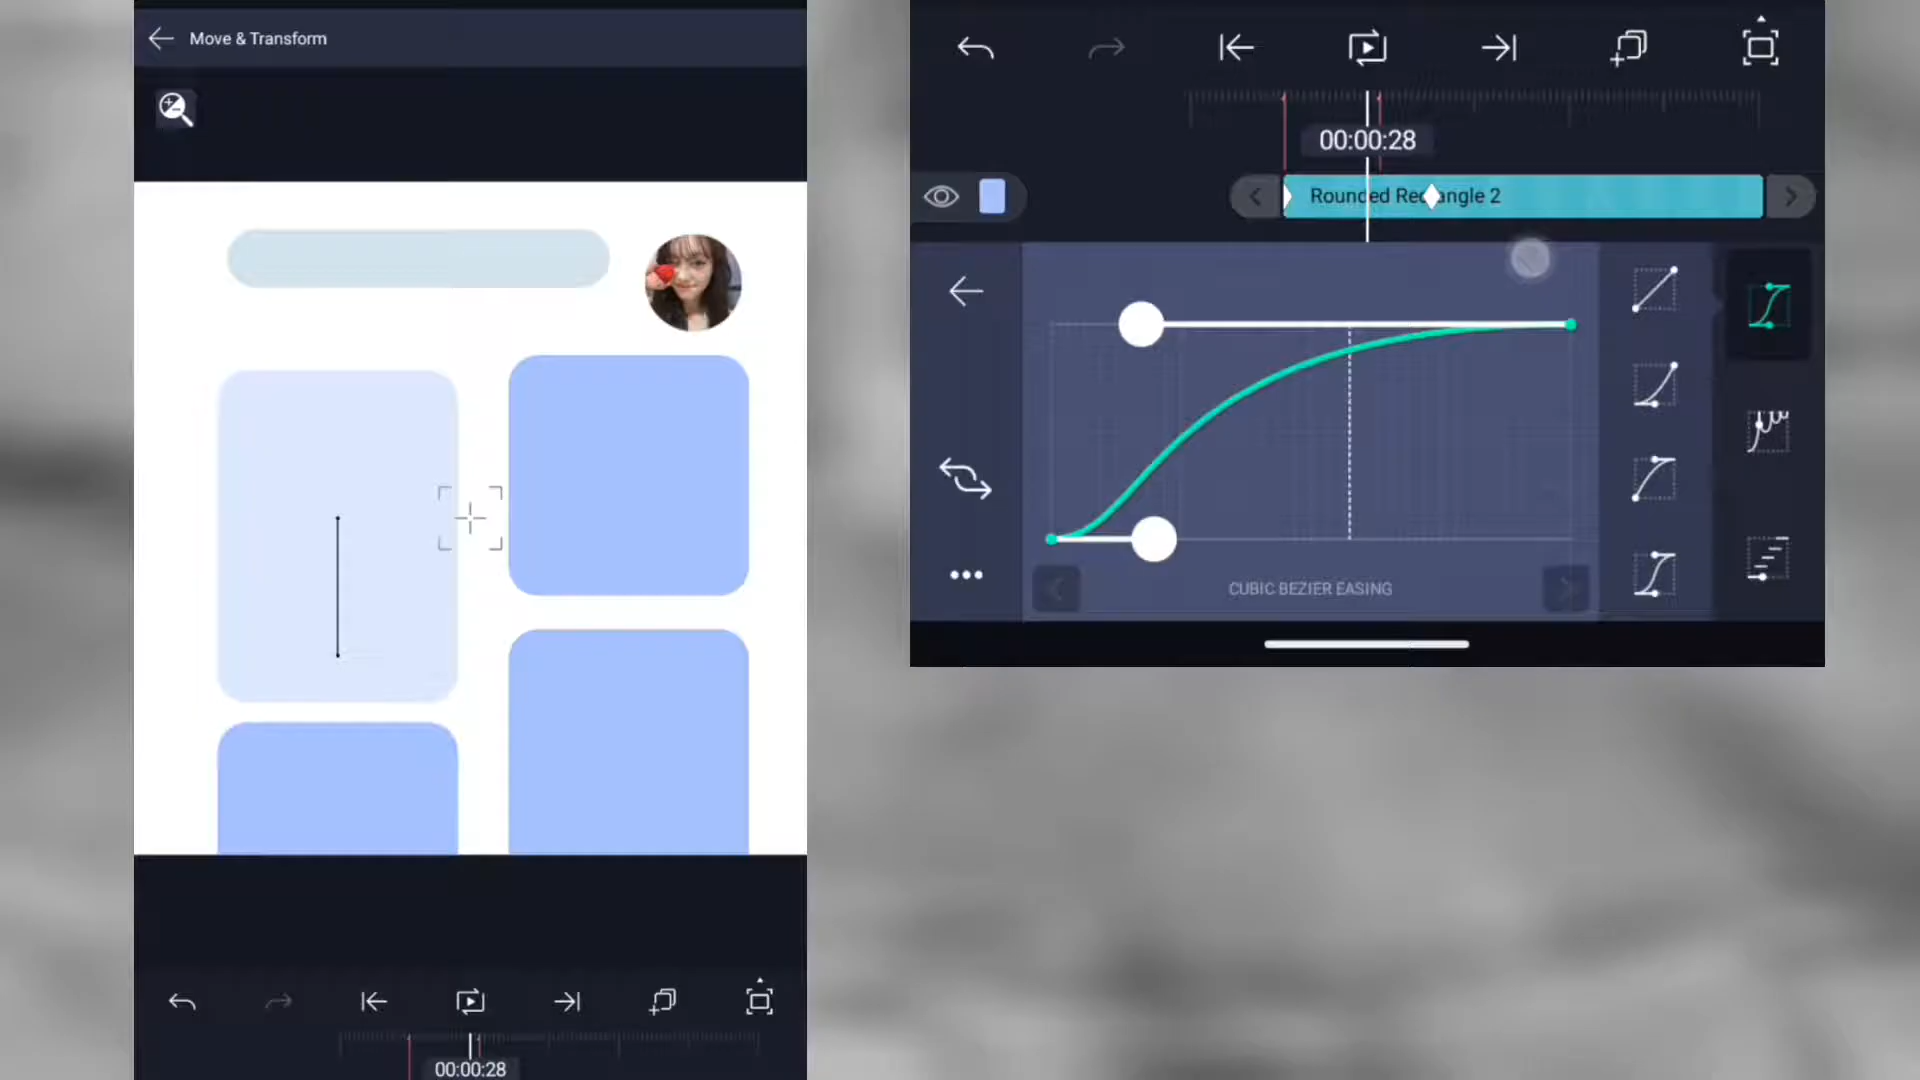 Move & Transform
00:00:28
00:00:28
Rounded Rectangle 2
CUBIC BEZIER EASING